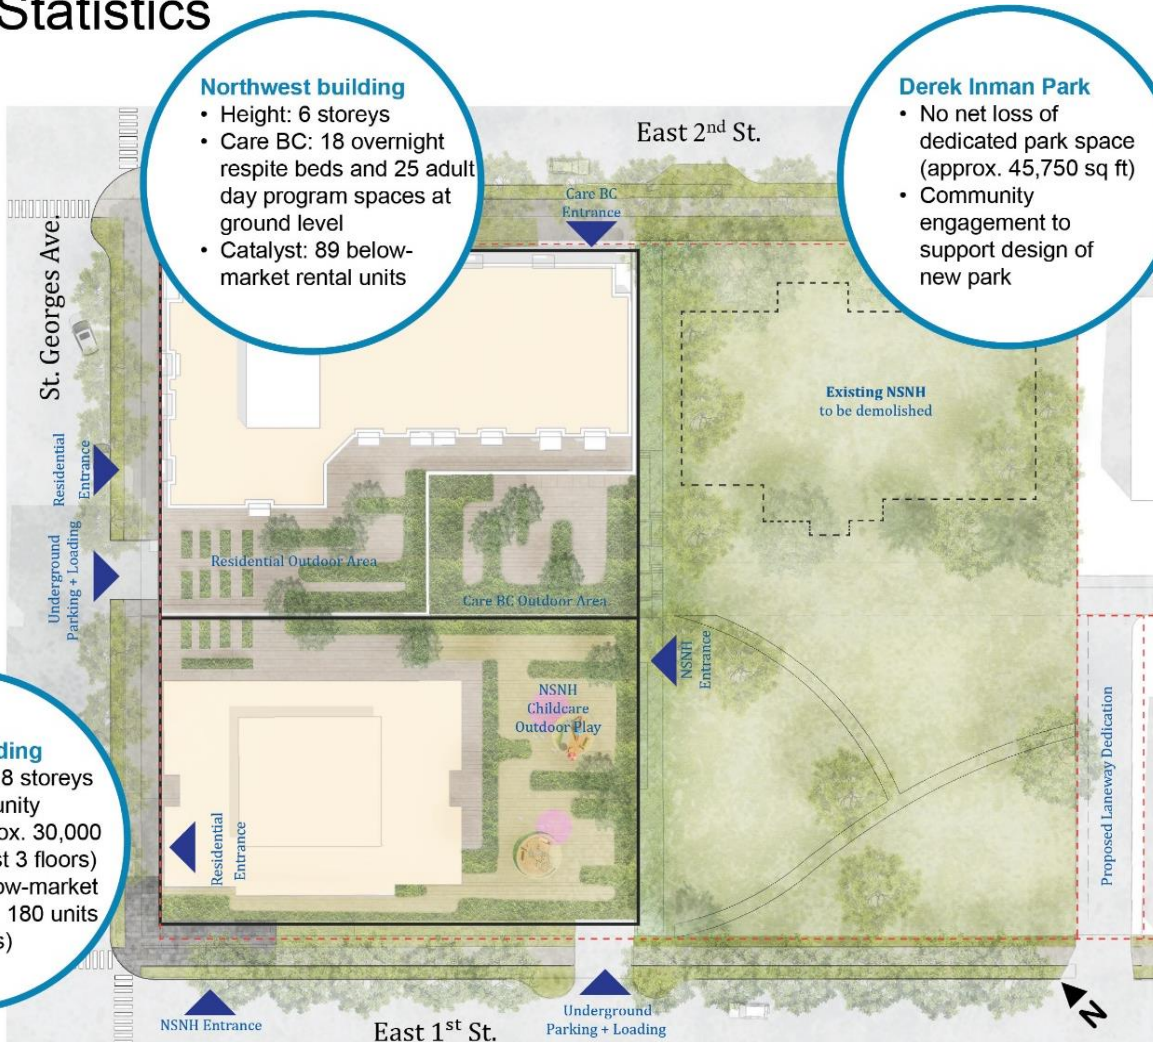 Statistics
Northwest building
• Height: 6 storeys
• Care BC: 18 overnight
respite beds and 25 adult
day program spaces at
ground level
• Catalyst: 89 below-
market rental units
Derek Inman Park
• No net loss of
dedicated park space
(approx. 45,750 sq ft)
• Community
engagement to
support design of
new park
East 2nd St.
Care BC
Entrance
St. Georges Ave.
Existing NSNH
to be demolished
Residential
Entrance
Underground
Parking + Loading
Residential Outdoor Area
Care BC Outdoor Area
NSNH
Entrance
NSNH
Childcare
Outdoor Play
Proposed Laneway Dedication
ding
8 storeys
unity
ox. 30,000
st 3 floors)
ow-market
180 units
s)
Residential
Entrance
NSNH Entrance
East 1st St.
Underground
Parking + Loading
N